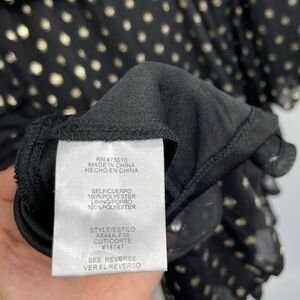 RN #75010
MADE IN CHINA
HECHO EN CHINA
SELF/CUERPO
100%POLYESTER
LINING/FORRO
100%POLYESTER
STYLE/ESTILO
A844A-P36
CUT/CORTE
#14147
SEE REVERSE
VER EL REVERSO